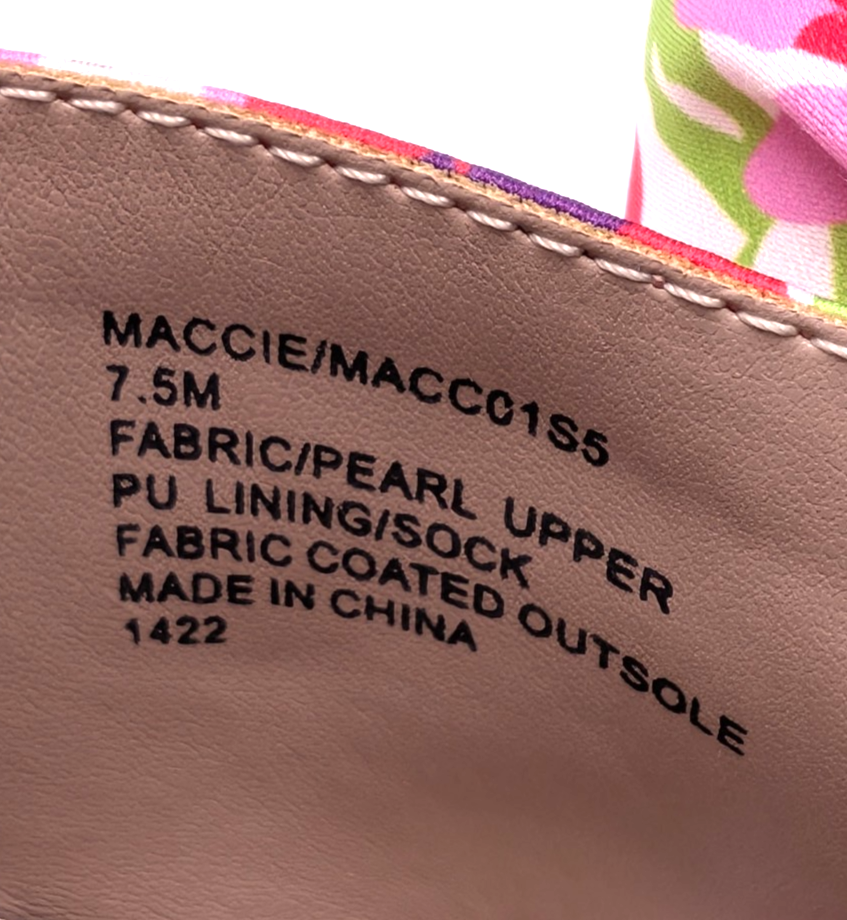 MACCIE/MACC01S5
7.5M
FABRIC/PEARL UPPER
PU LINING/SOCK
FABRIC COATED OUTSOLE
MADE IN CHINA
1422